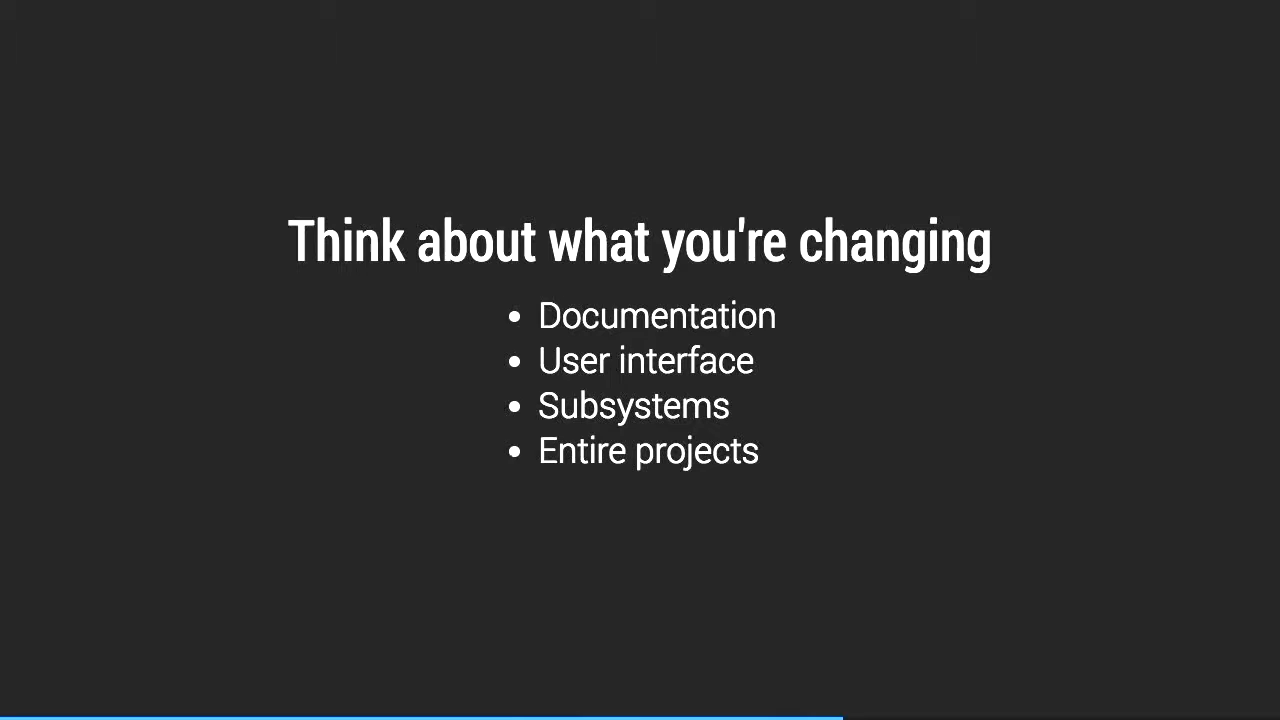 Think about what you're changing
• Documentation
• User interface
• Subsystems
• Entire projects